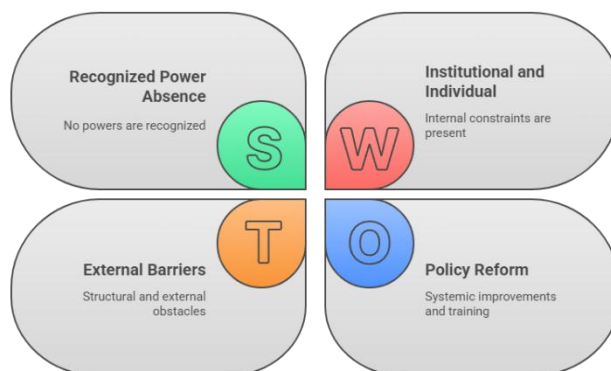 Recognized Power
Absence
No powers are recognized
S
Institutional and
Individual
Internal constraints are
present
W
External Barriers
Structural and external
obstacles
T
Policy Reform
Systemic improvements
and training
O